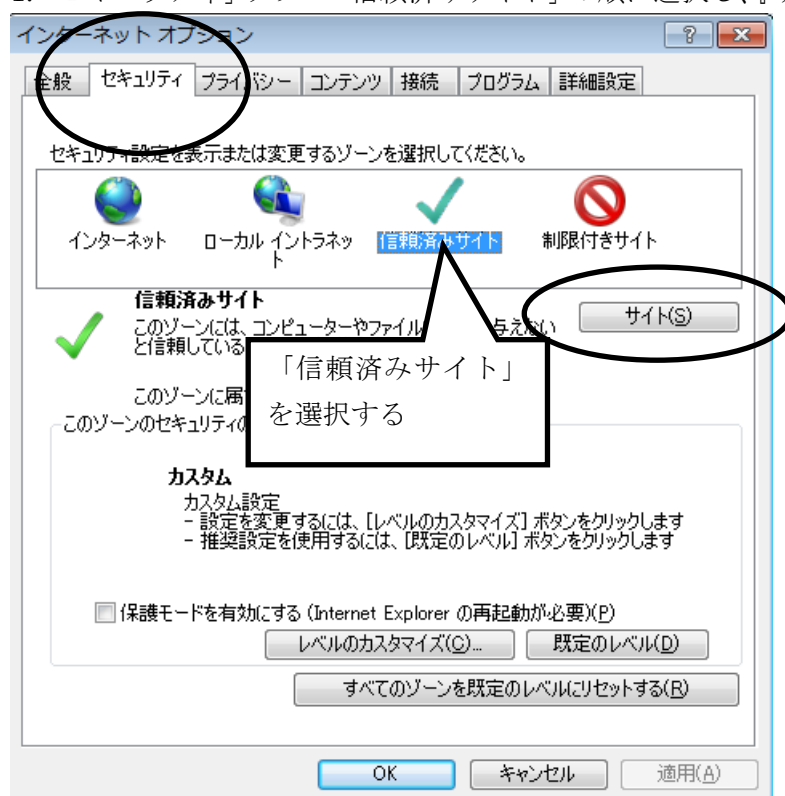 インターネット オプション
全般 セキュリティ プライバシー コンテンツ 接続 プログラム 詳細設定
セキュリティ設定を表示または変更するゾーンを選択してください。
インターネット ローカル イントラネット 信頼済みサイト 制限付きサイト
信頼済みサイト
サイト(S)
このゾーンには、コンピューターやファイル 与えない
と信頼している
「信頼済みサイト」
を選択する
このゾーンに属
このゾーンのセキュリティの
カスタム
カスタム設定
- 設定を変更するには、[レベルのカスタマイズ] ボタンをクリックします
- 推奨設定を使用するには、[既定のレベル] ボタンをクリックします
保護モードを有効にする (Internet Explorer の再起動が必要)(P)
レベルのカスタマイズ(C)... 既定のレベル(D)
すべてのゾーンを既定のレベルにリセットする(R)
OK キャンセル 適用(A)